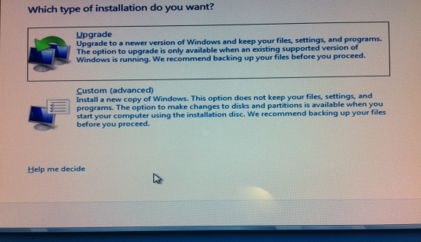 Which type of installation do you want?
Upgrade
Upgrade to a newer version of Windows and keep your files, settings, and programs.
The option to upgrade is only available when an existing supported version of
Windows is running. We recommend backing up your files before you proceed.
Custom (advanced)
Install a new copy of Windows. This option does not keep your files, settings, and
programs. The option to make changes to disks and partitions is available when you
start your computer using the installation disc. We recommend backing up your files
before you proceed.
Help me decide